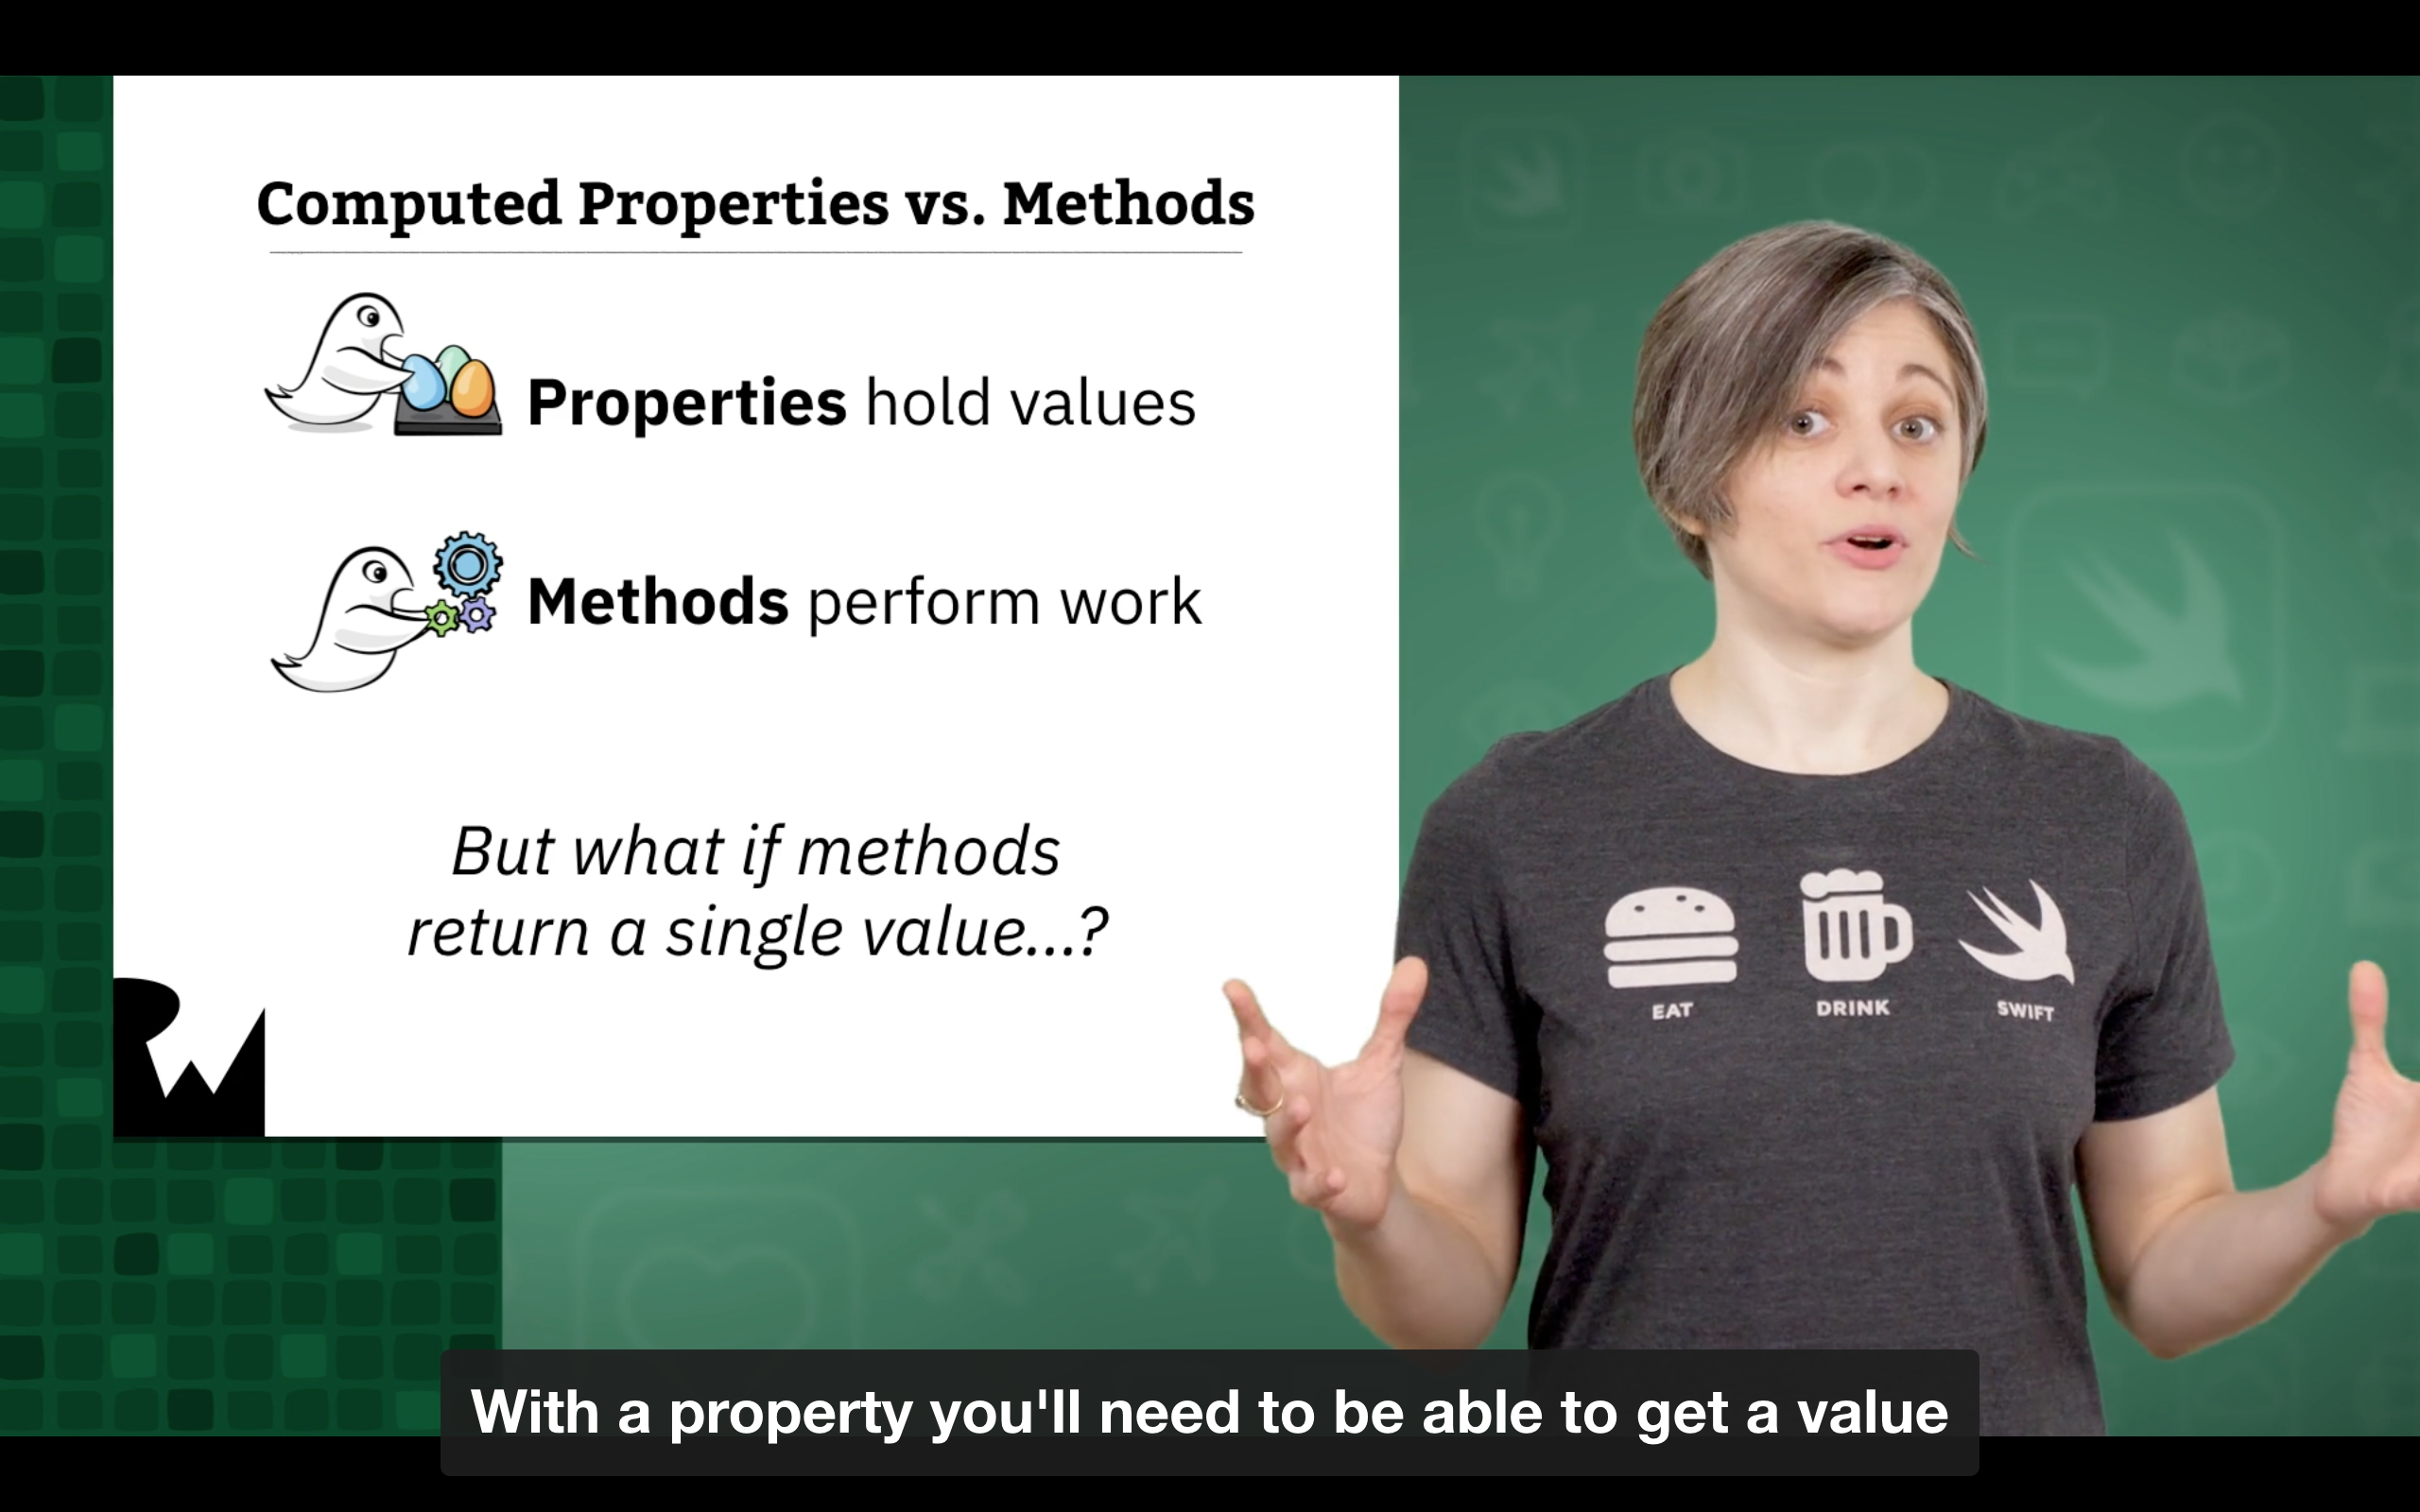 Computed Properties vs. Methods
Properties hold values
Methods perform work
But what if methods
return a single value...?
RW
EAT DRINK SWIFT
With a property you'll need to be able to get a value